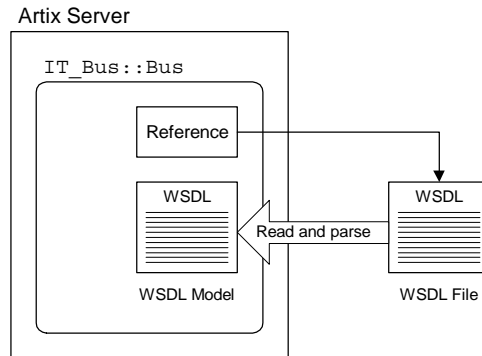 Artix Server
IT_Bus::Bus
Reference
WSDL
WSDL
Read and parse
WSDL Model
WSDL File